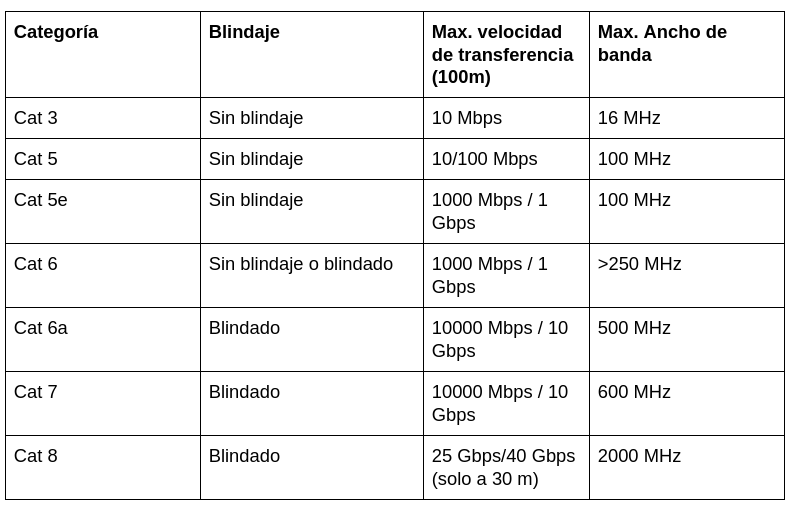 Categoría
Blindaje
Max. velocidad
de transferencia
(100m)
Max. Ancho de
banda
Cat 3
Sin blindaje
10 Mbps
16 MHz
Cat 5
Sin blindaje
10/100 Mbps
100 MHz
Cat 5e
Sin blindaje
1000 Mbps / 1
Gbps
100 MHz
Cat 6
Sin blindaje o blindado
1000 Mbps / 1
Gbps
>250 MHz
Cat 6a
Blindado
10000 Mbps / 10
Gbps
500 MHz
Cat 7
Blindado
10000 Mbps / 10
Gbps
600 MHz
Cat 8
Blindado
25 Gbps/40 Gbps
(solo a 30 m)
2000 MHz